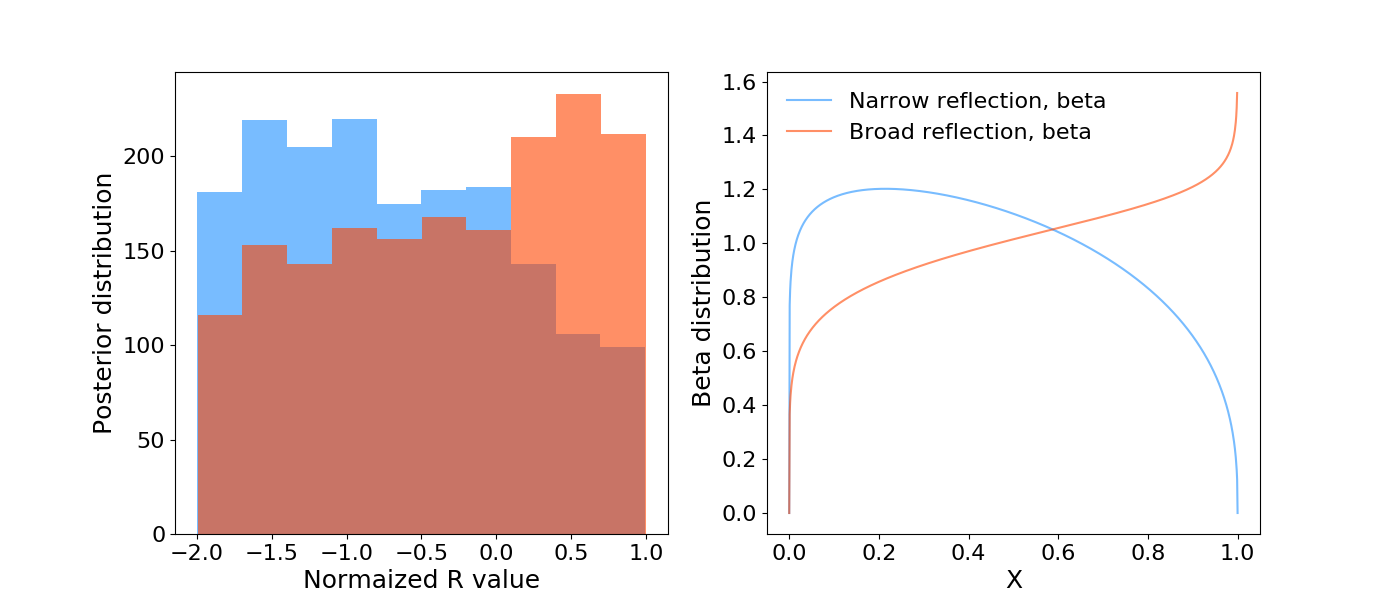 Posterior distribution
200
150
100
50
0
−2.0 −1.5 −1.0 −0.5 0.0 0.5 1.0
Normaized R value
Beta distribution
1.6
1.4
1.2
1.0
0.8
0.6
0.4
0.2
0.0
Narrow reflection, beta
Broad reflection, beta
0.0 0.2 0.4 0.6 0.8 1.0
X